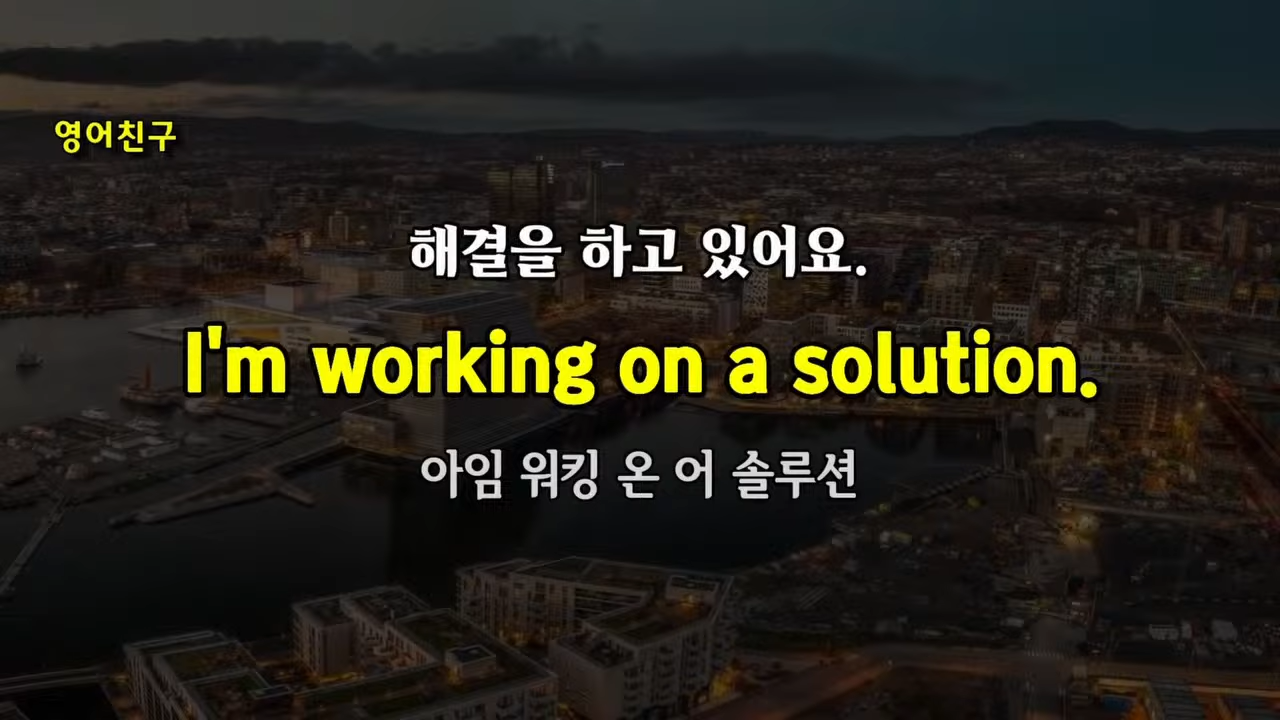 영어친구
해결을 하고 있어요.
I'm working on a solution.
아임 워킹 온 어 솔루션